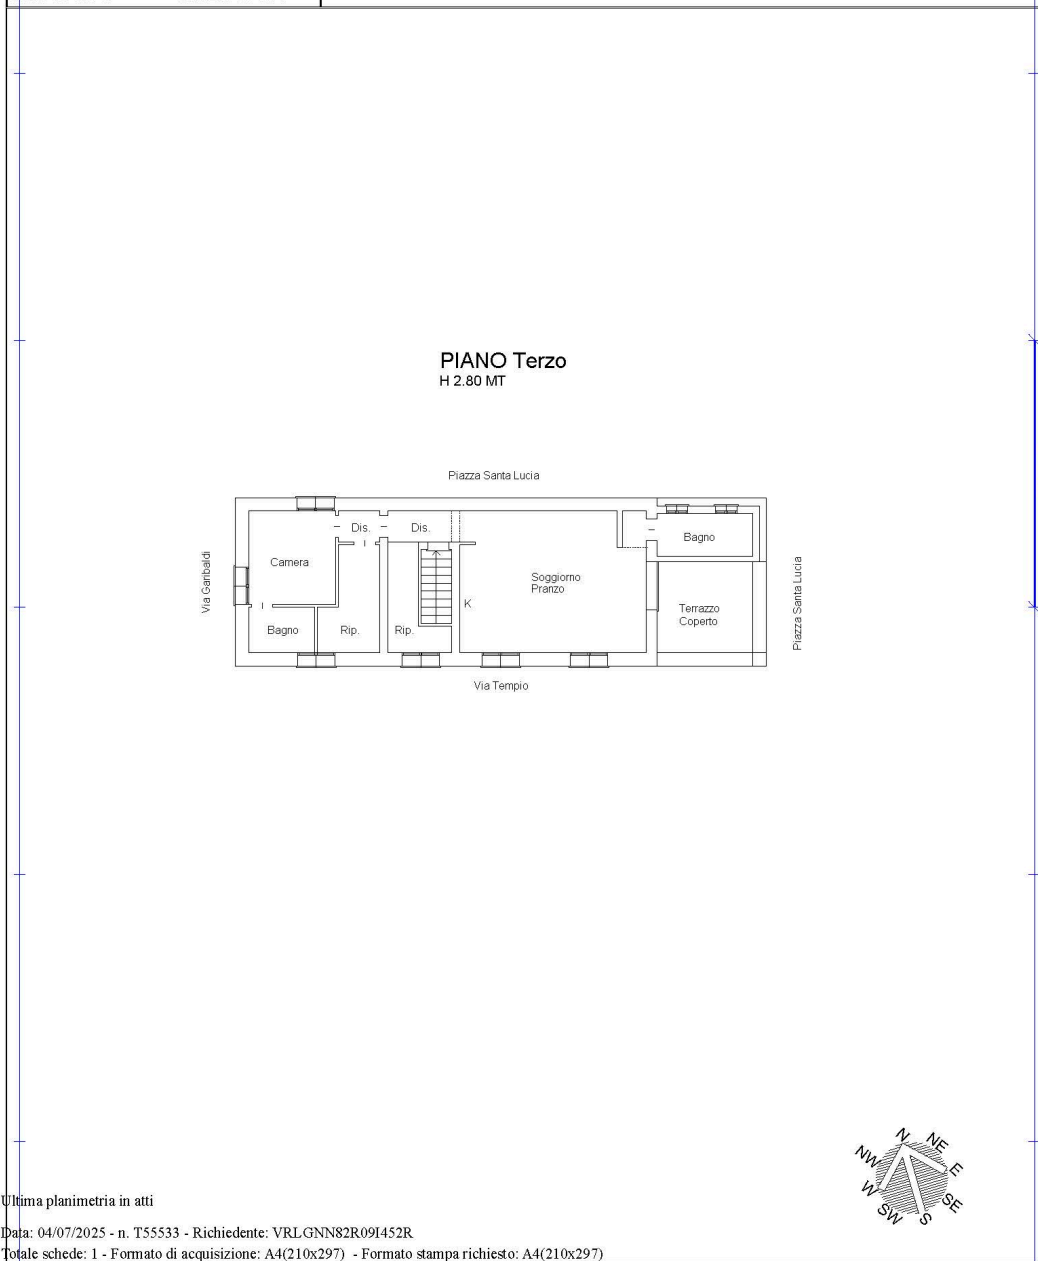 PIANO Terzo
H 2.80 MT
Piazza Santa Lucia
Via Garibaldi
Dis.
Dis.
Bagno
Camera
Soggiorno
Pranzo
K
Terrazzo
Coperto
Piazza Santa Lucia
Bagno
Rip.
Rip.
Via Tempio
N
NE
NW
E
W
SE
SW
S
Ultima planimetria in atti
Data: 04/07/2025 - n. T55533 - Richiedente: VRLGNN82R09I452R
Totale schede: 1 - Formato di acquisizione: A4(210x297) - Formato stampa richiesto: A4(210x297)